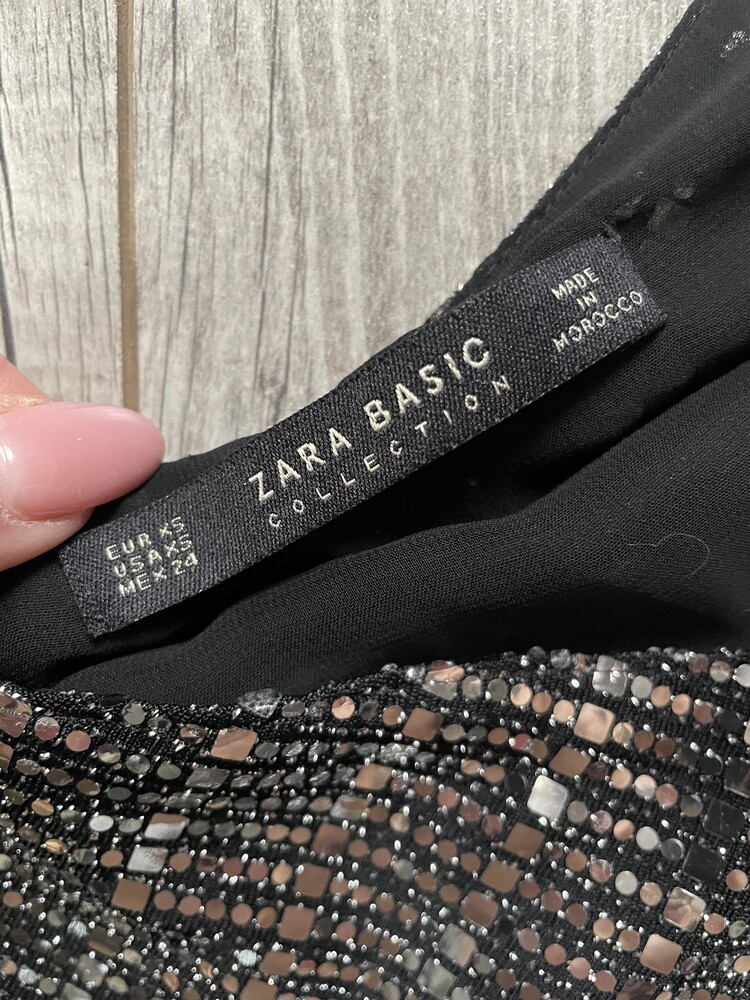 EUR XS
USA XS
MEX 24
ZARA BASIC
COLLECTION
MADE
IN
MOROCCO